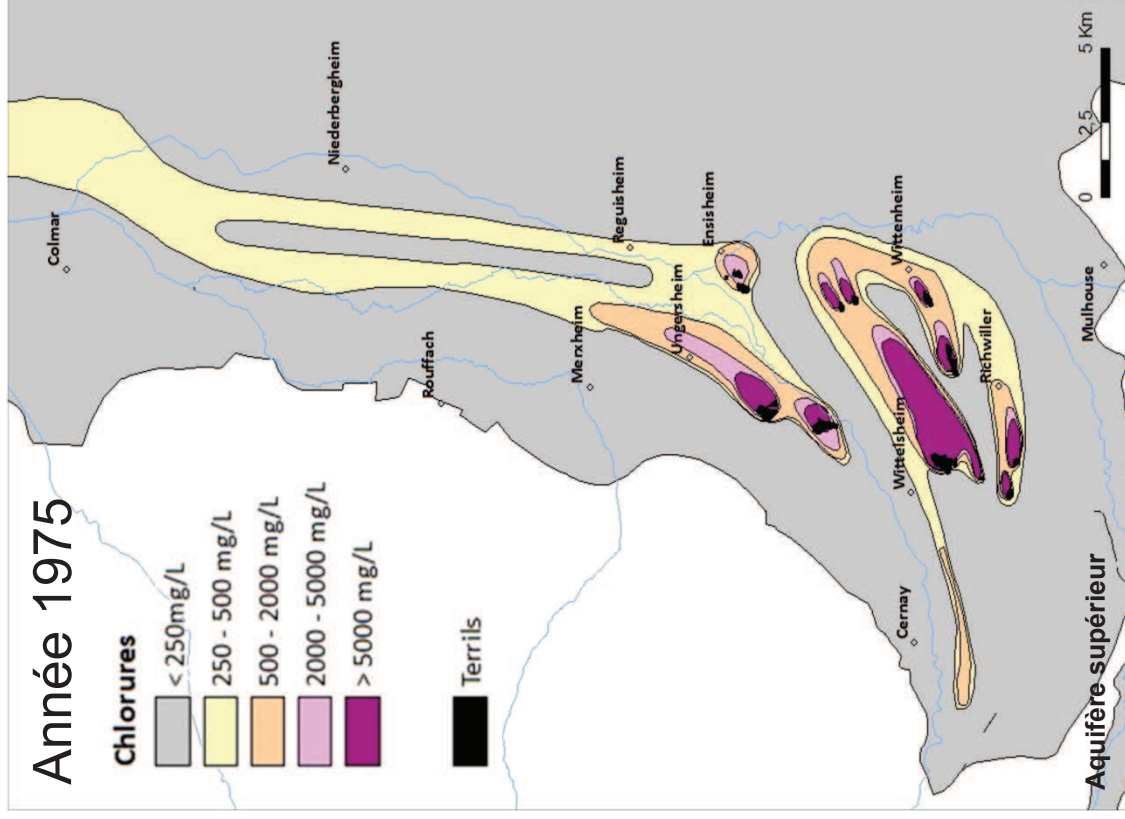 Année 1975
Chlorures
< 250mg/L
250 - 500 mg/L
500 - 2000 mg/L
2000 - 5000 mg/L
> 5000 mg/L
Terrils
Colmar
Niederbergheim
Rouffach
Merxheim
Reguisheim
Ungersheim
Ensisheim
Wittelsheim
Wittenheim
Cernay
Richwiller
Mulhouse
0 2,5 5 Km
Aquifère supérieur